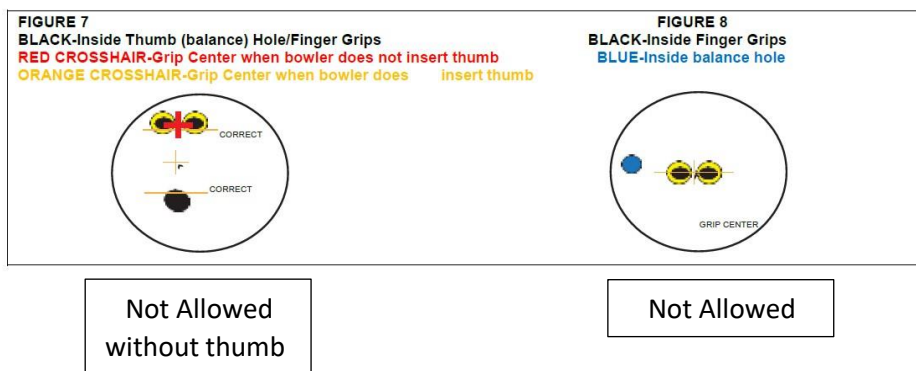 FIGURE 7
BLACK-Inside Thumb (balance) Hole/Finger Grips
RED CROSSHAIR-Grip Center when bowler does not insert thumb
ORANGE CROSSHAIR-Grip Center when bowler does insert thumb
CORRECT
CORRECT
Not Allowed
without thumb
FIGURE 8
BLACK-Inside Finger Grips
BLUE-Inside balance hole
GRIP CENTER
Not Allowed